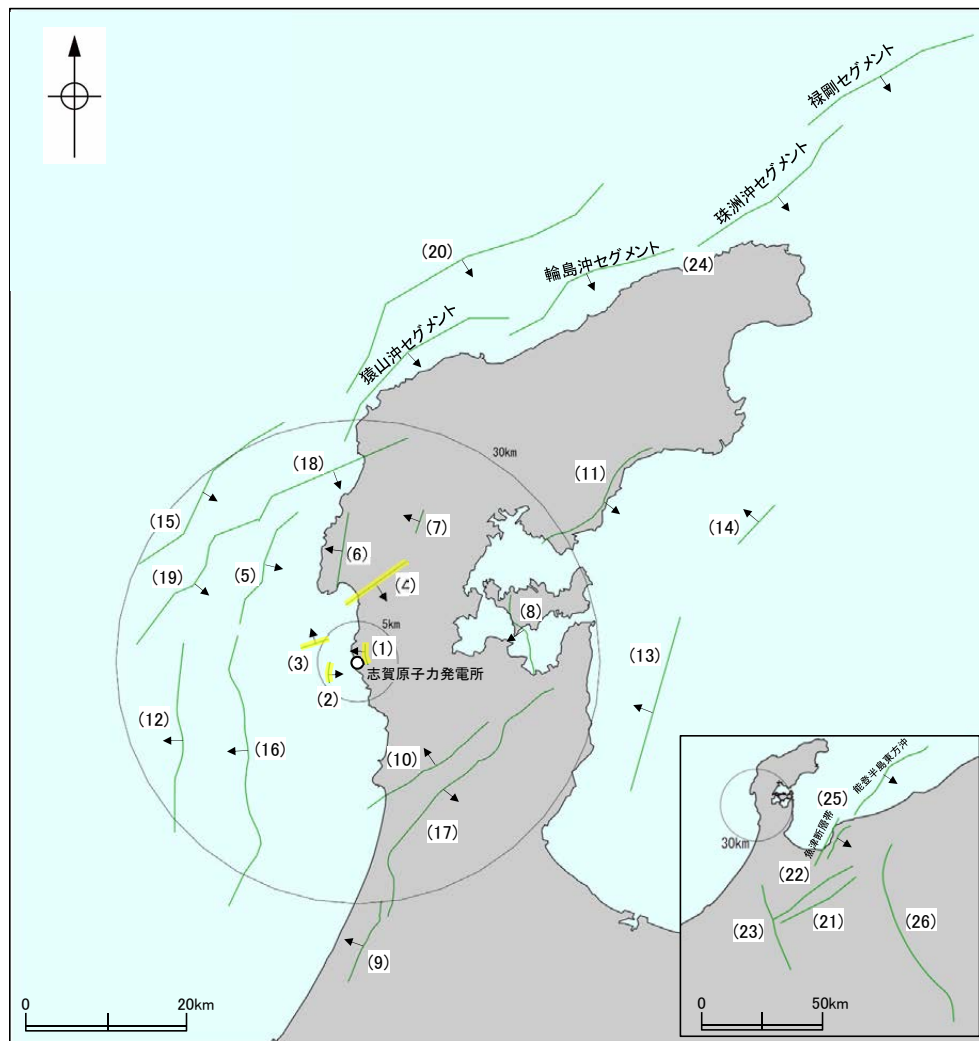 禄剛セグメント
珠洲沖セグメント
(20)
輪島沖セグメント
(24)
猿山沖セグメント
30km
(18)
(11)
(15)
(7)
(14)
(6)
(19)
(5)
(4)
(8)
5km
(1)
(3)
志賀原子力発電所
(13)
(2)
(12)
(16)
(10)
(17)
(9)
0
20km
能登半島東方沖
(25)
30km
魚津断層帯
(22)
(21)
(23)
(26)
0
50km